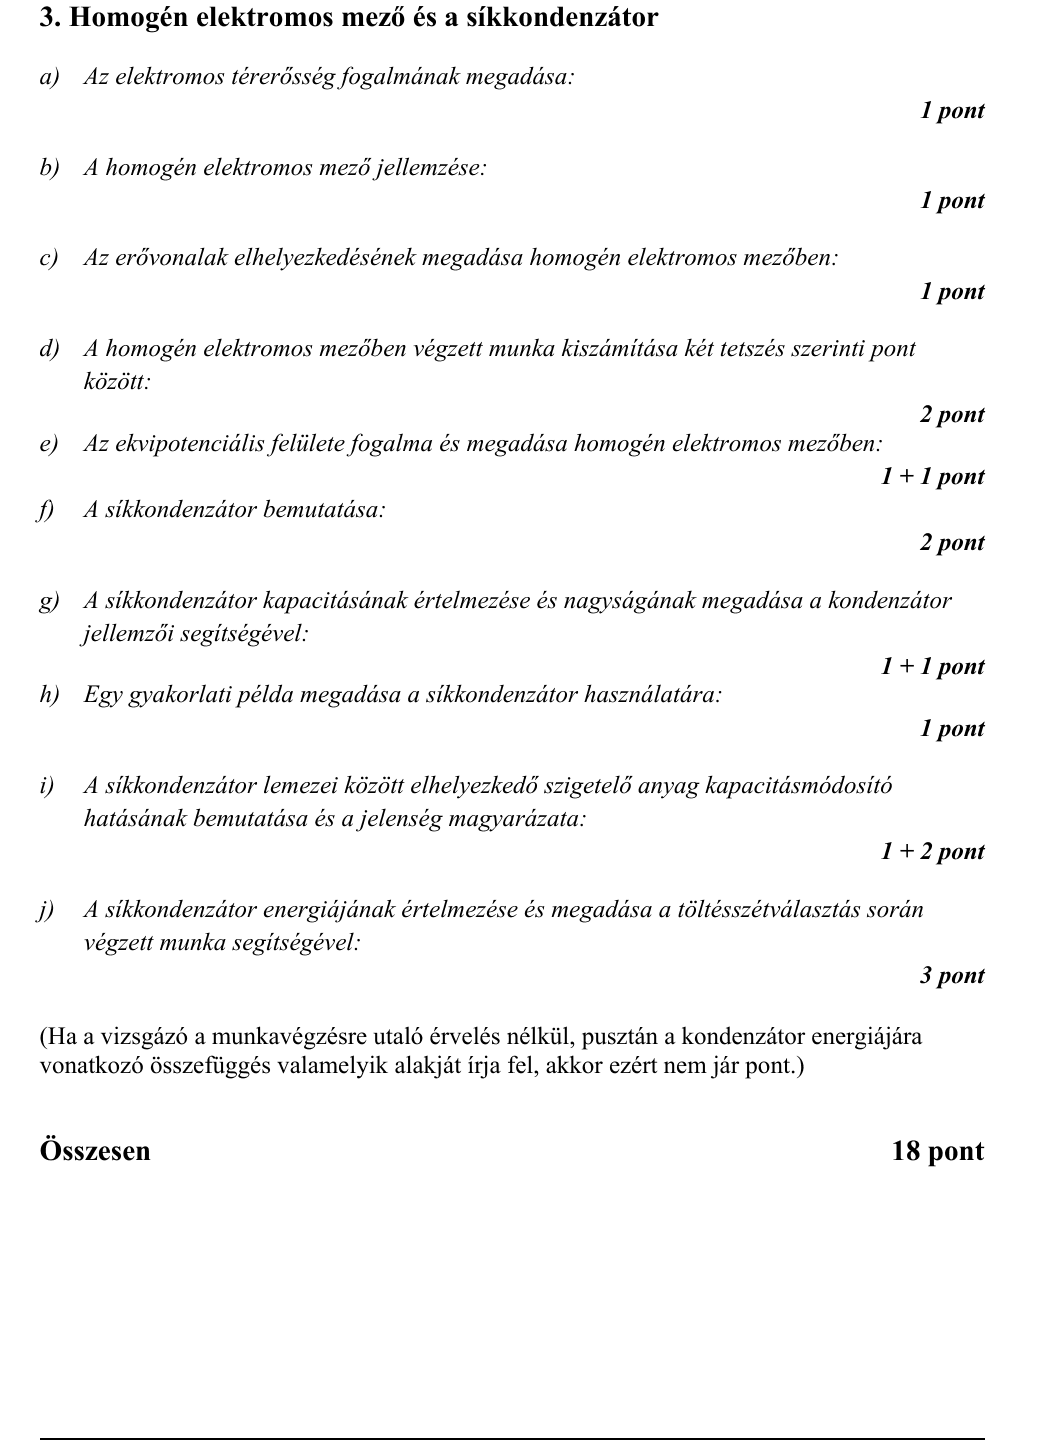 3. Homogén elektromos mező és a síkkondenzátor
a) Az elektromos térerősség fogalmának megadása:
1 pont
b) A homogén elektromos mező jellemzése:
1 pont
c) Az erővonalak elhelyezkedésének megadása homogén elektromos mezőben:
1 pont
d) A homogén elektromos mezőben végzett munka kiszámítása két tetszés szerinti pont
között:
2 pont
e) Az ekvipotenciális felülete fogalma és megadása homogén elektromos mezőben:
1 + 1 pont
f) A síkkondenzátor bemutatása:
2 pont
g) A síkkondenzátor kapacitásának értelmezése és nagyságának megadása a kondenzátor
jellemzői segítségével:
1 + 1 pont
h) Egy gyakorlati példa megadása a síkkondenzátor használatára:
1 pont
i) A síkkondenzátor lemezei között elhelyezkedő szigetelő anyag kapacitásmódosító
hatásának bemutatása és a jelenség magyarázata:
1 + 2 pont
j) A síkkondenzátor energiájának értelmezése és megadása a töltésszétválasztás során
végzett munka segítségével:
3 pont
(Ha a vizsgázó a munkavégzésre utaló érvelés nélkül, pusztán a kondenzátor energiájára
vonatkozó összefüggés valamelyik alakját írja fel, akkor ezért nem jár pont.)
Összesen 18 pont